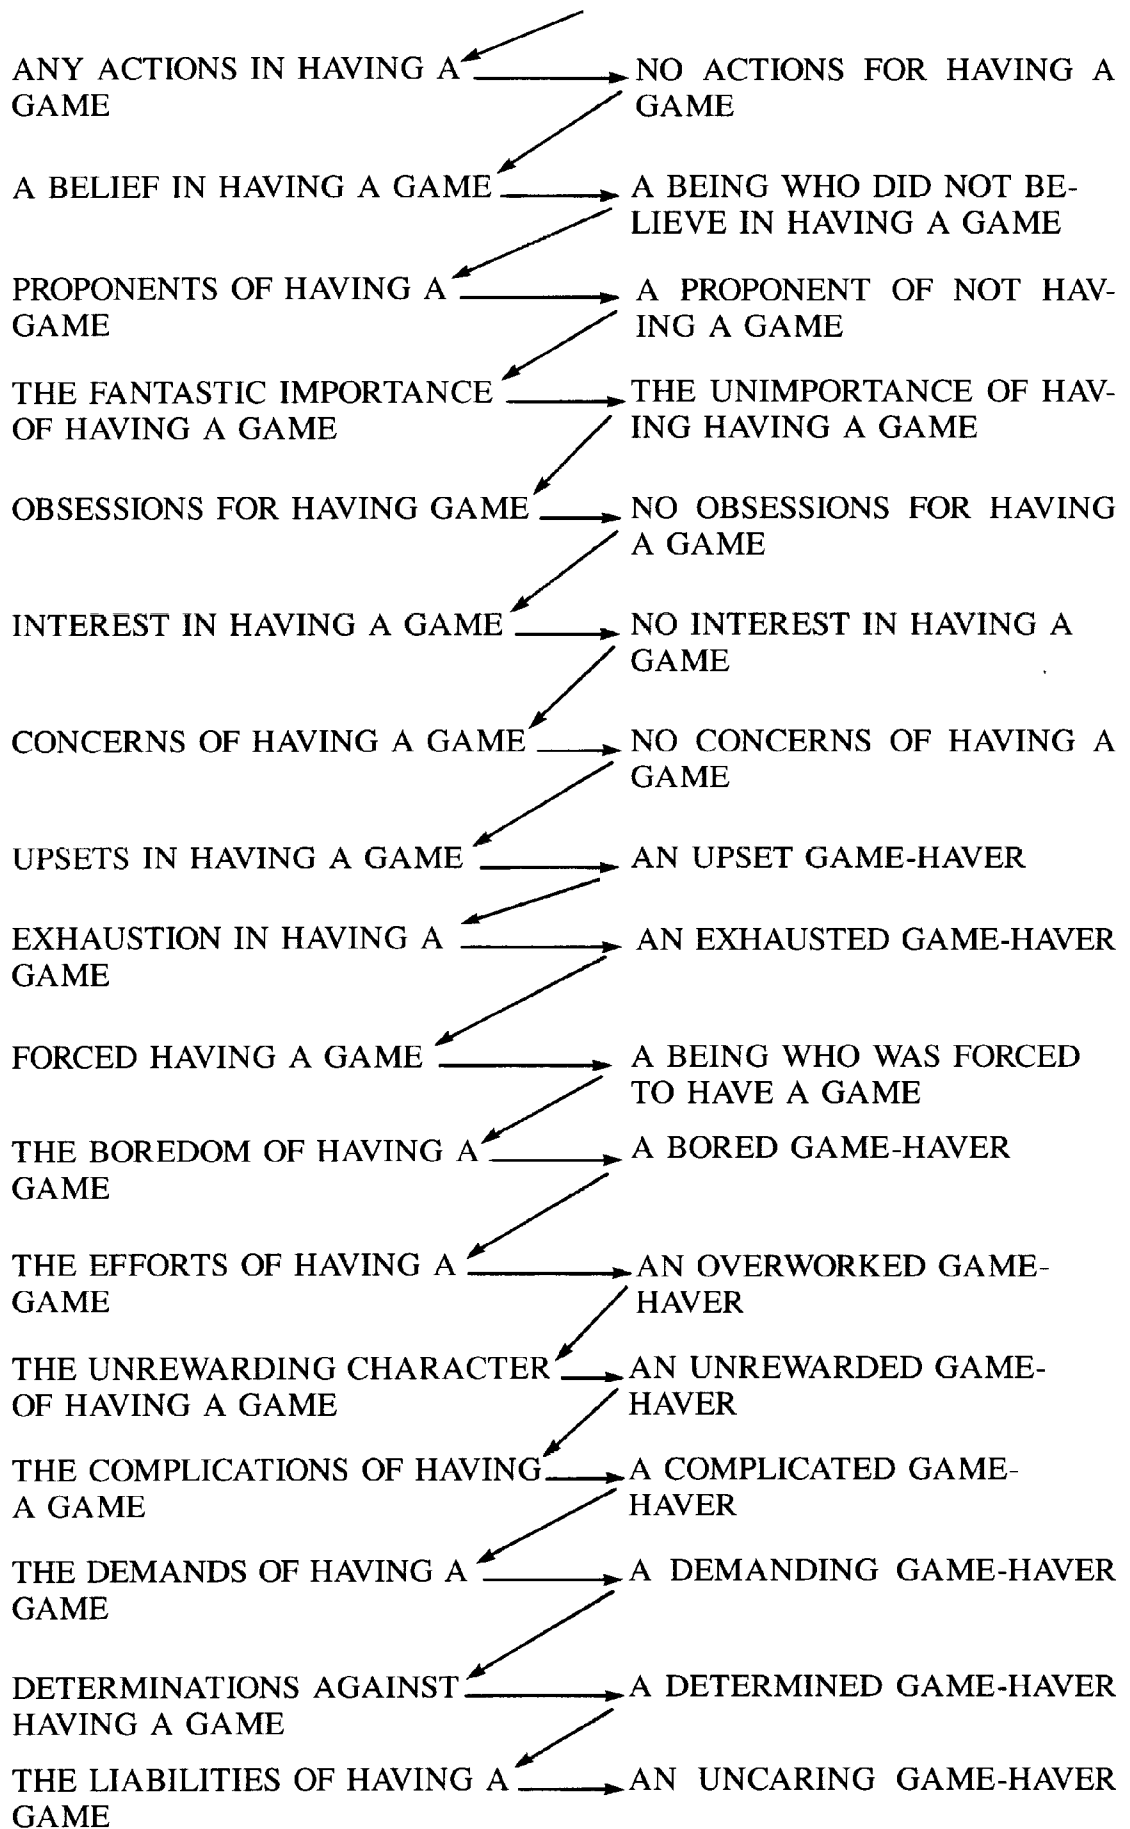 ANY ACTIONS IN HAVING A
GAME
NO ACTIONS FOR HAVING A
GAME
A BELIEF IN HAVING A GAME
A BEING WHO DID NOT BE-
LIEVE IN HAVING A GAME
PROPONENTS OF HAVING A
GAME
A PROPONENT OF NOT HAV-
ING A GAME
THE FANTASTIC IMPORTANCE
OF HAVING A GAME
THE UNIMPORTANCE OF HAV-
ING HAVING A GAME
OBSESSIONS FOR HAVING GAME
NO OBSESSIONS FOR HAVING
A GAME
INTEREST IN HAVING A GAME
NO INTEREST IN HAVING A
GAME
CONCERNS OF HAVING A GAME
NO CONCERNS OF HAVING A
GAME
UPSETS IN HAVING A GAME
AN UPSET GAME-HAVER
EXHAUSTION IN HAVING A
GAME
AN EXHAUSTED GAME-HAVER
FORCED HAVING A GAME
A BEING WHO WAS FORCED
TO HAVE A GAME
THE BOREDOM OF HAVING A
GAME
A BORED GAME-HAVER
THE EFFORTS OF HAVING A
GAME
AN OVERWORKED GAME-
HAVER
THE UNREWARDING CHARACTER
OF HAVING A GAME
AN UNREWARDED GAME-
HAVER
THE COMPLICATIONS OF HAVING
A GAME
A COMPLICATED GAME-
HAVER
THE DEMANDS OF HAVING A
GAME
A DEMANDING GAME-HAVER
DETERMINATIONS AGAINST
HAVING A GAME
A DETERMINED GAME-HAVER
THE LIABILITIES OF HAVING A
GAME
AN UNCARING GAME-HAVER